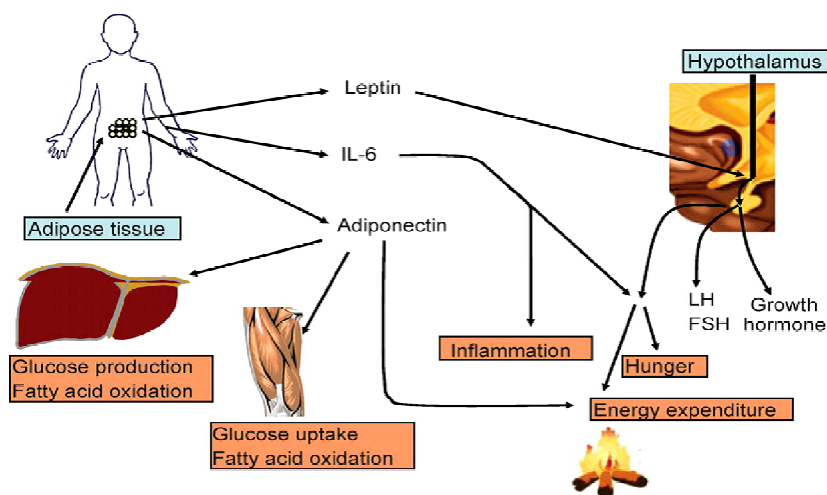 Hypothalamus
Leptin
IL-6
Adipose tissue
Adiponectin
LH
FSH
Growth
hormone
Inflammation
Glucose production
Fatty acid oxidation
Hunger
Energy expenditure
Glucose uptake
Fatty acid oxidation